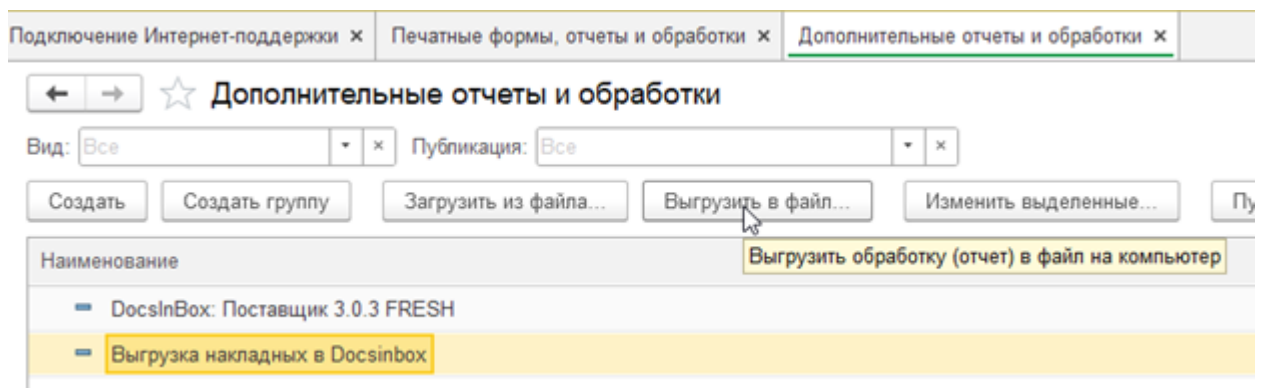 Подключение Интернет-поддержки × Печатные формы, отчеты и обработки × Дополнительные отчеты и обработки ×
Дополнительные отчеты и обработки
Вид: Все Публикация: Все
Создать Создать группу Загрузить из файла... Выгрузить в файл... Изменить выделенные...
Выгрузить обработку (отчет) в файл на компьютер
Наименование
DocsInBox: Поставщик 3.0.3 FRESH
Выгрузка накладных в Docsinbox